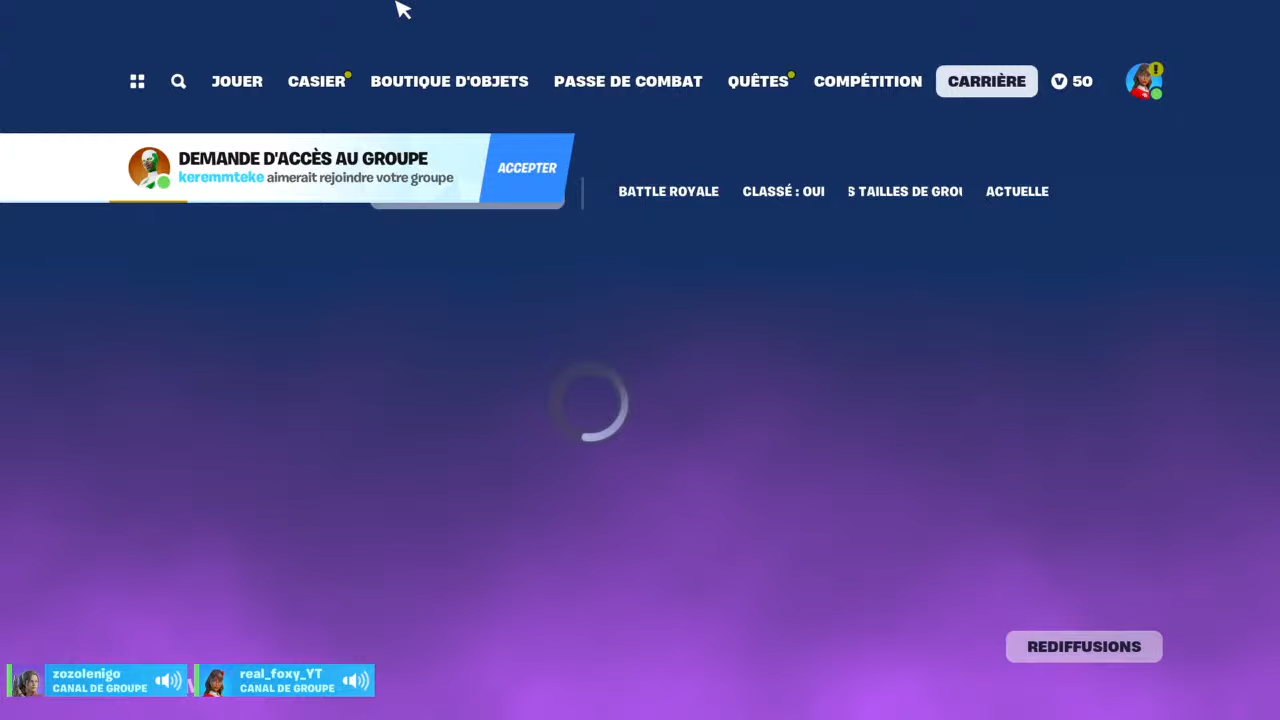 JOUER
CASIER
BOUTIQUE D'OBJETS
PASSE DE COMBAT
QUÊTES
COMPÉTITION
CARRIÈRE
50
DEMANDE D'ACCÈS AU GROUPE
keremmteke aimerait rejoindre votre groupe
ACCEPTER
BATTLE ROYALE
CLASSÉ : OUI
S TAILLES DE GROU
ACTUELLE
REDIFFUSIONS
zozolenigo
CANAL DE GROUPE
real_foxy_YT
CANAL DE GROUPE